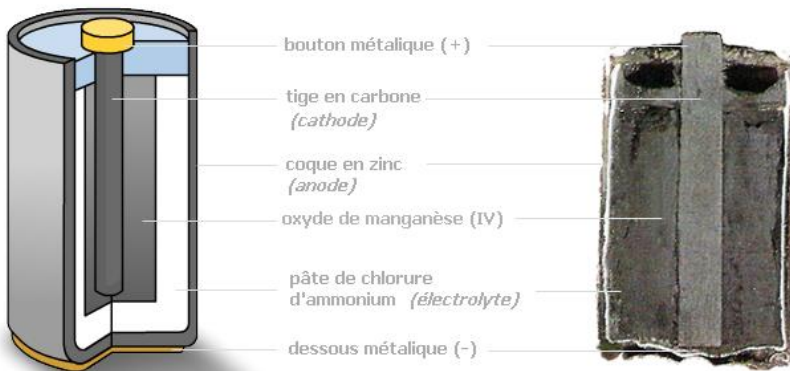 bouton métalique (+)
tige en carbone
(cathode)
coque en zinc
(anode)
oxyde de manganèse (IV)
pâte de chlorure
d'ammonium (électrolyte)
dessous métalique (-)